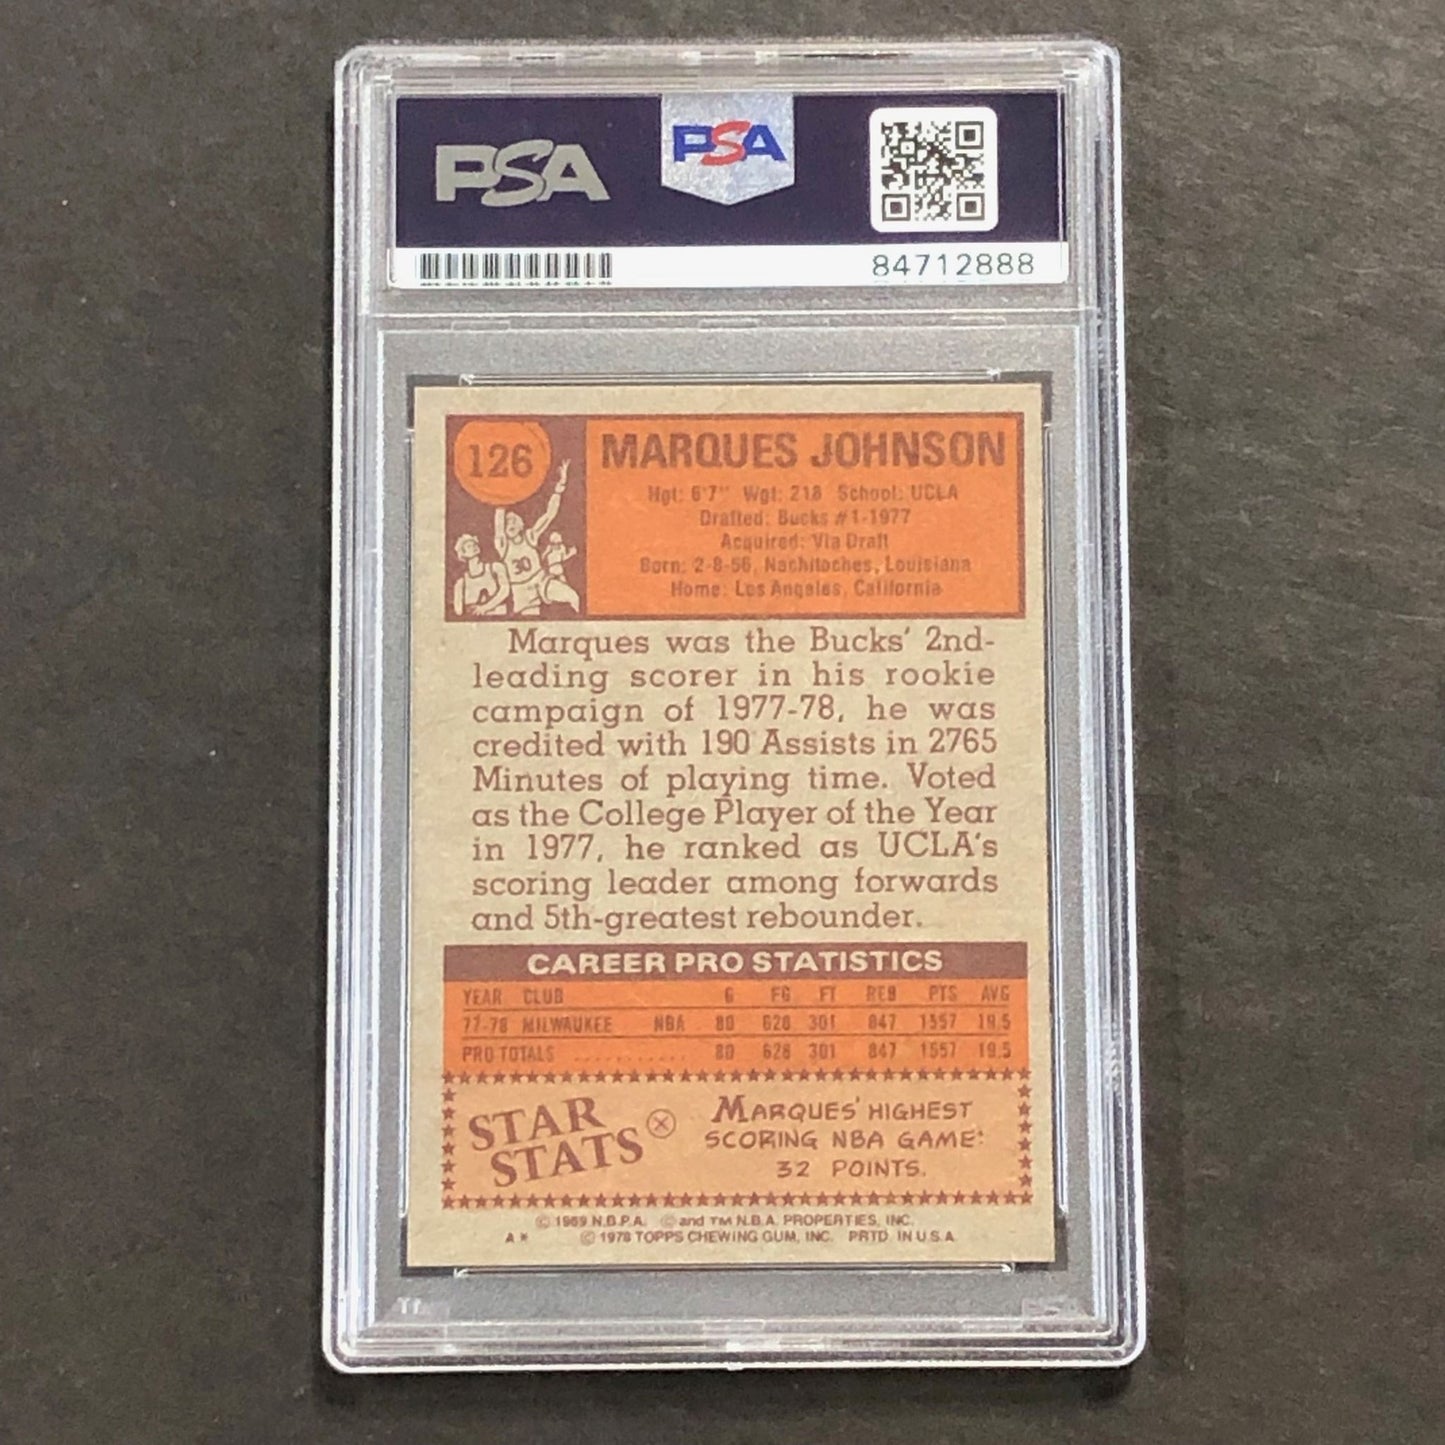 PSA
PSA
84712888
126
MARQUES JOHNSON
Hgt: 6'7" Wgt: 218 School: UCLA
Drafted: Bucks #1-1977
Acquired: Via Draft
Born: 2-8-56, Nachitoches, Louisiana
Home: Los Angeles, California
30
Marques was the Bucks' 2nd-
leading scorer in his rookie
campaign of 1977-78, he was
credited with 190 Assists in 2765
Minutes of playing time. Voted
as the College Player of the Year
in 1977, he ranked as UCLA's
scoring leader among forwards
and 5th-greatest rebounder.
CAREER PRO STATISTICS
YEAR CLUB G FG FT REB PTS AVG
77-78 MILWAUKEE NBA 80 628 301 847 1557 19.5
PRO TOTALS ........... 80 628 301 847 1557 19.5
STAR STATS
MARQUES' HIGHEST
SCORING NBA GAME:
32 POINTS.
© 1969 N.B.P.A. © and TM N.B.A. PROPERTIES, INC.
A* © 1978 TOPPS CHEWING GUM, INC. PRTD. IN U.S.A.